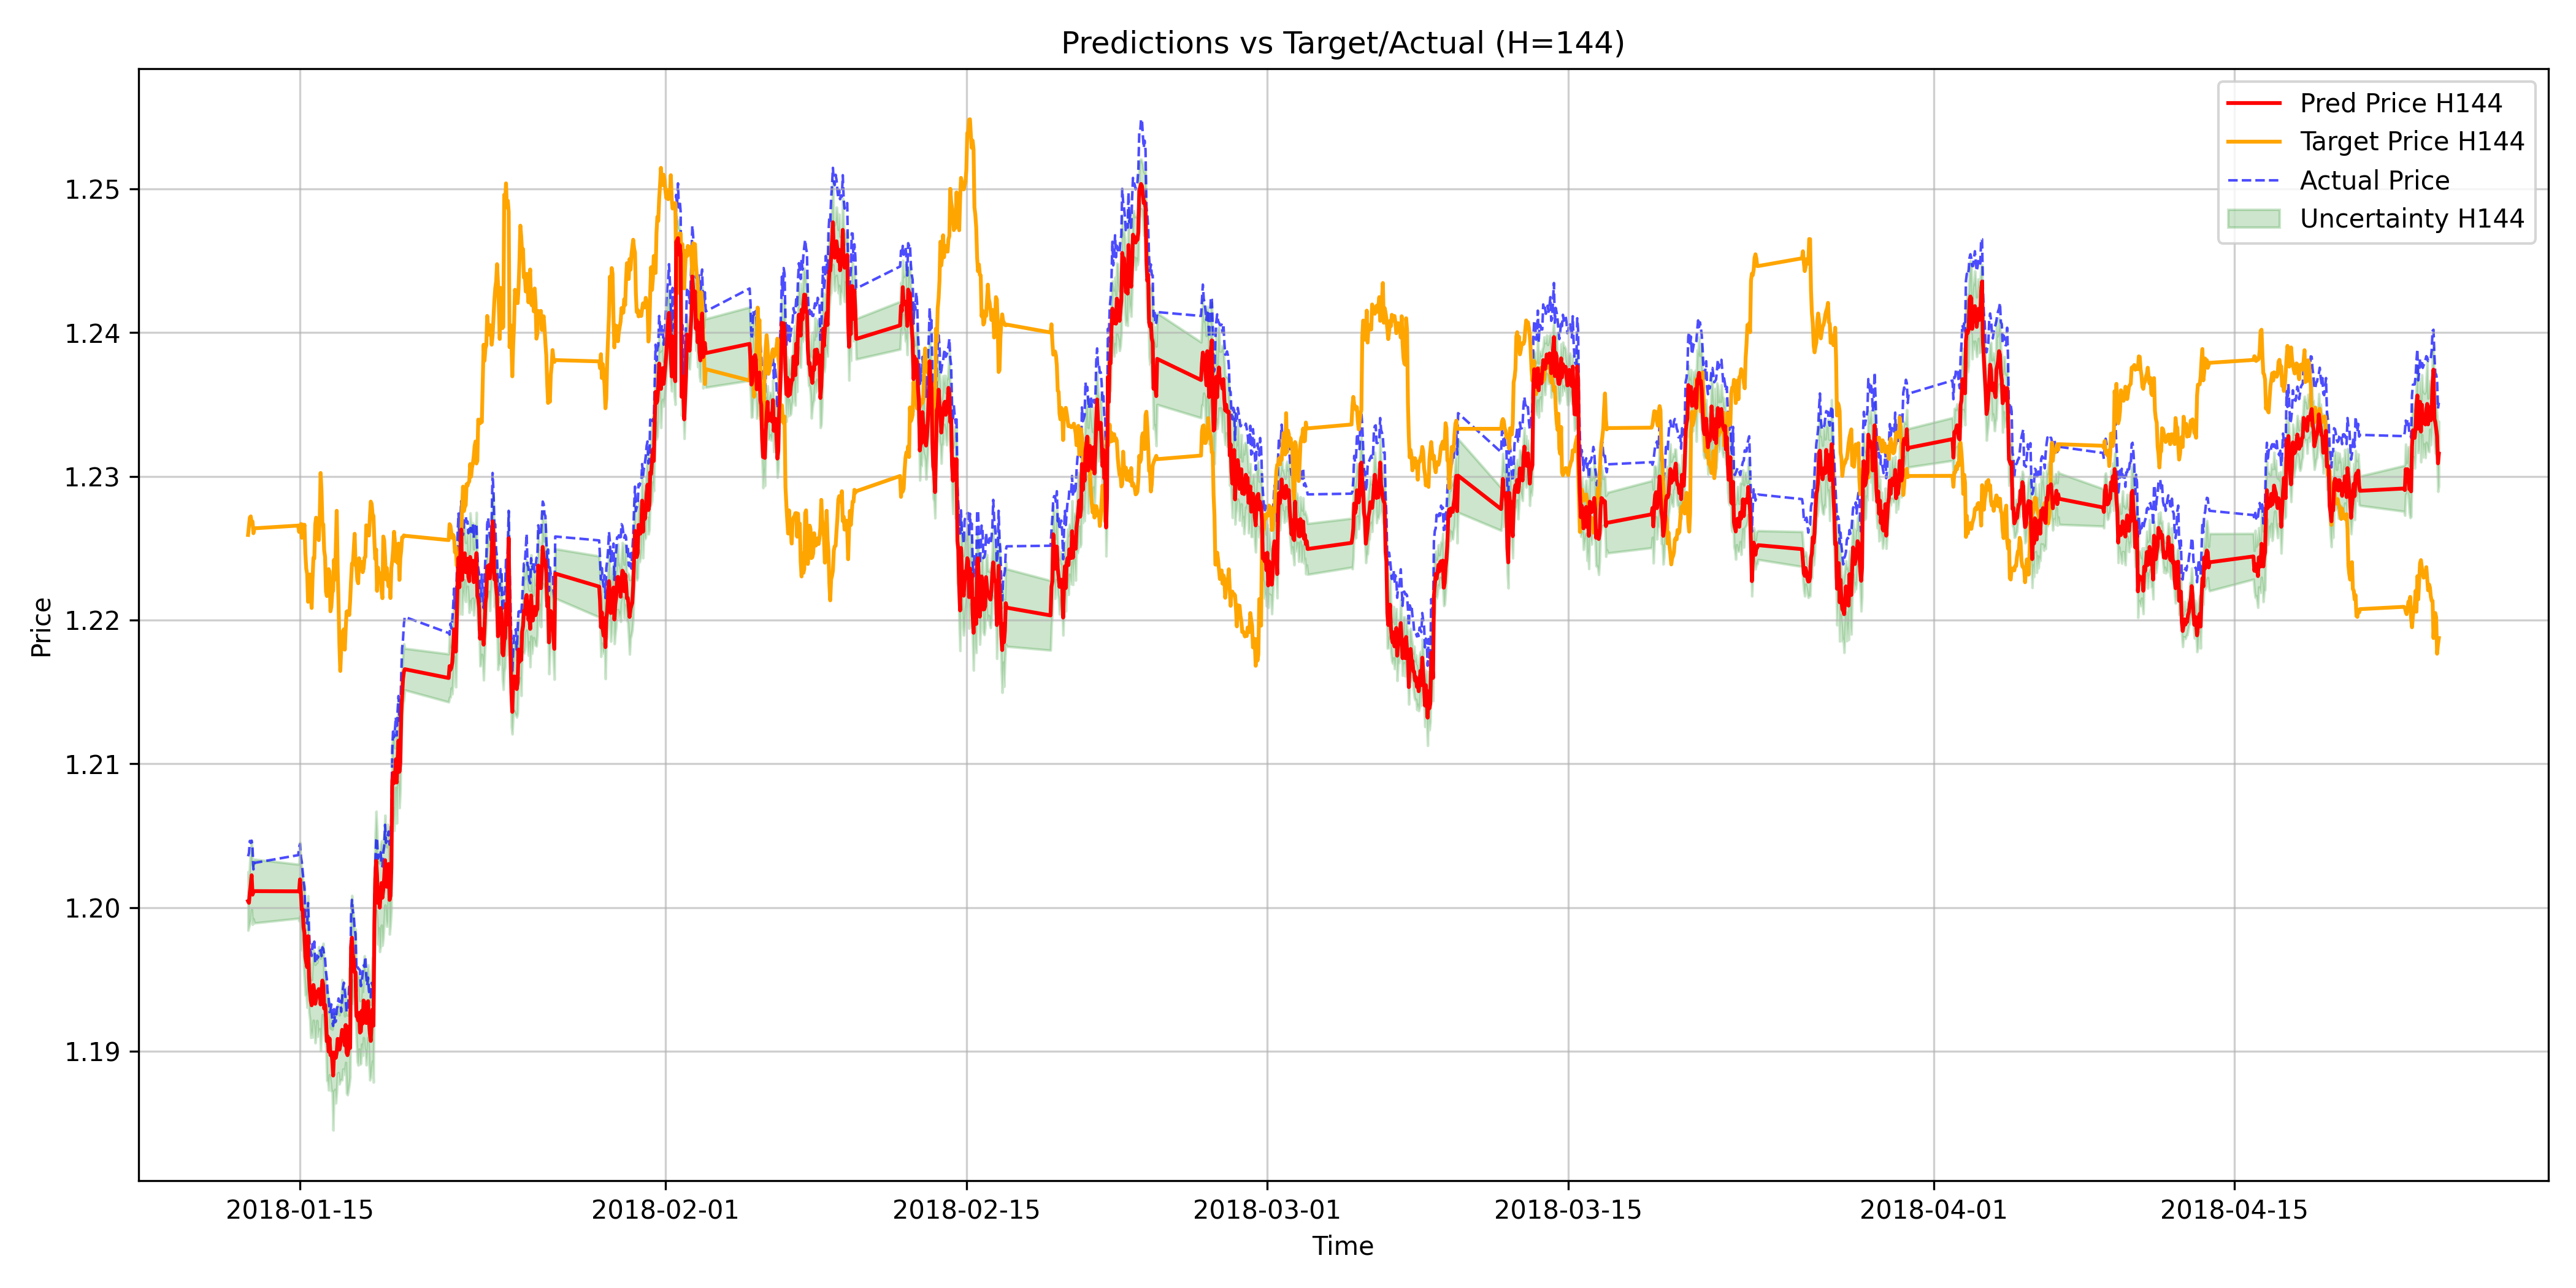 Predictions vs Target/Actual (H=144)
Pred Price H144
Target Price H144
Actual Price
Uncertainty H144
Price
1.25
1.24
1.23
1.22
1.21
1.20
1.19
2018-01-15
2018-02-01
2018-02-15
2018-03-01
2018-03-15
2018-04-01
2018-04-15
Time